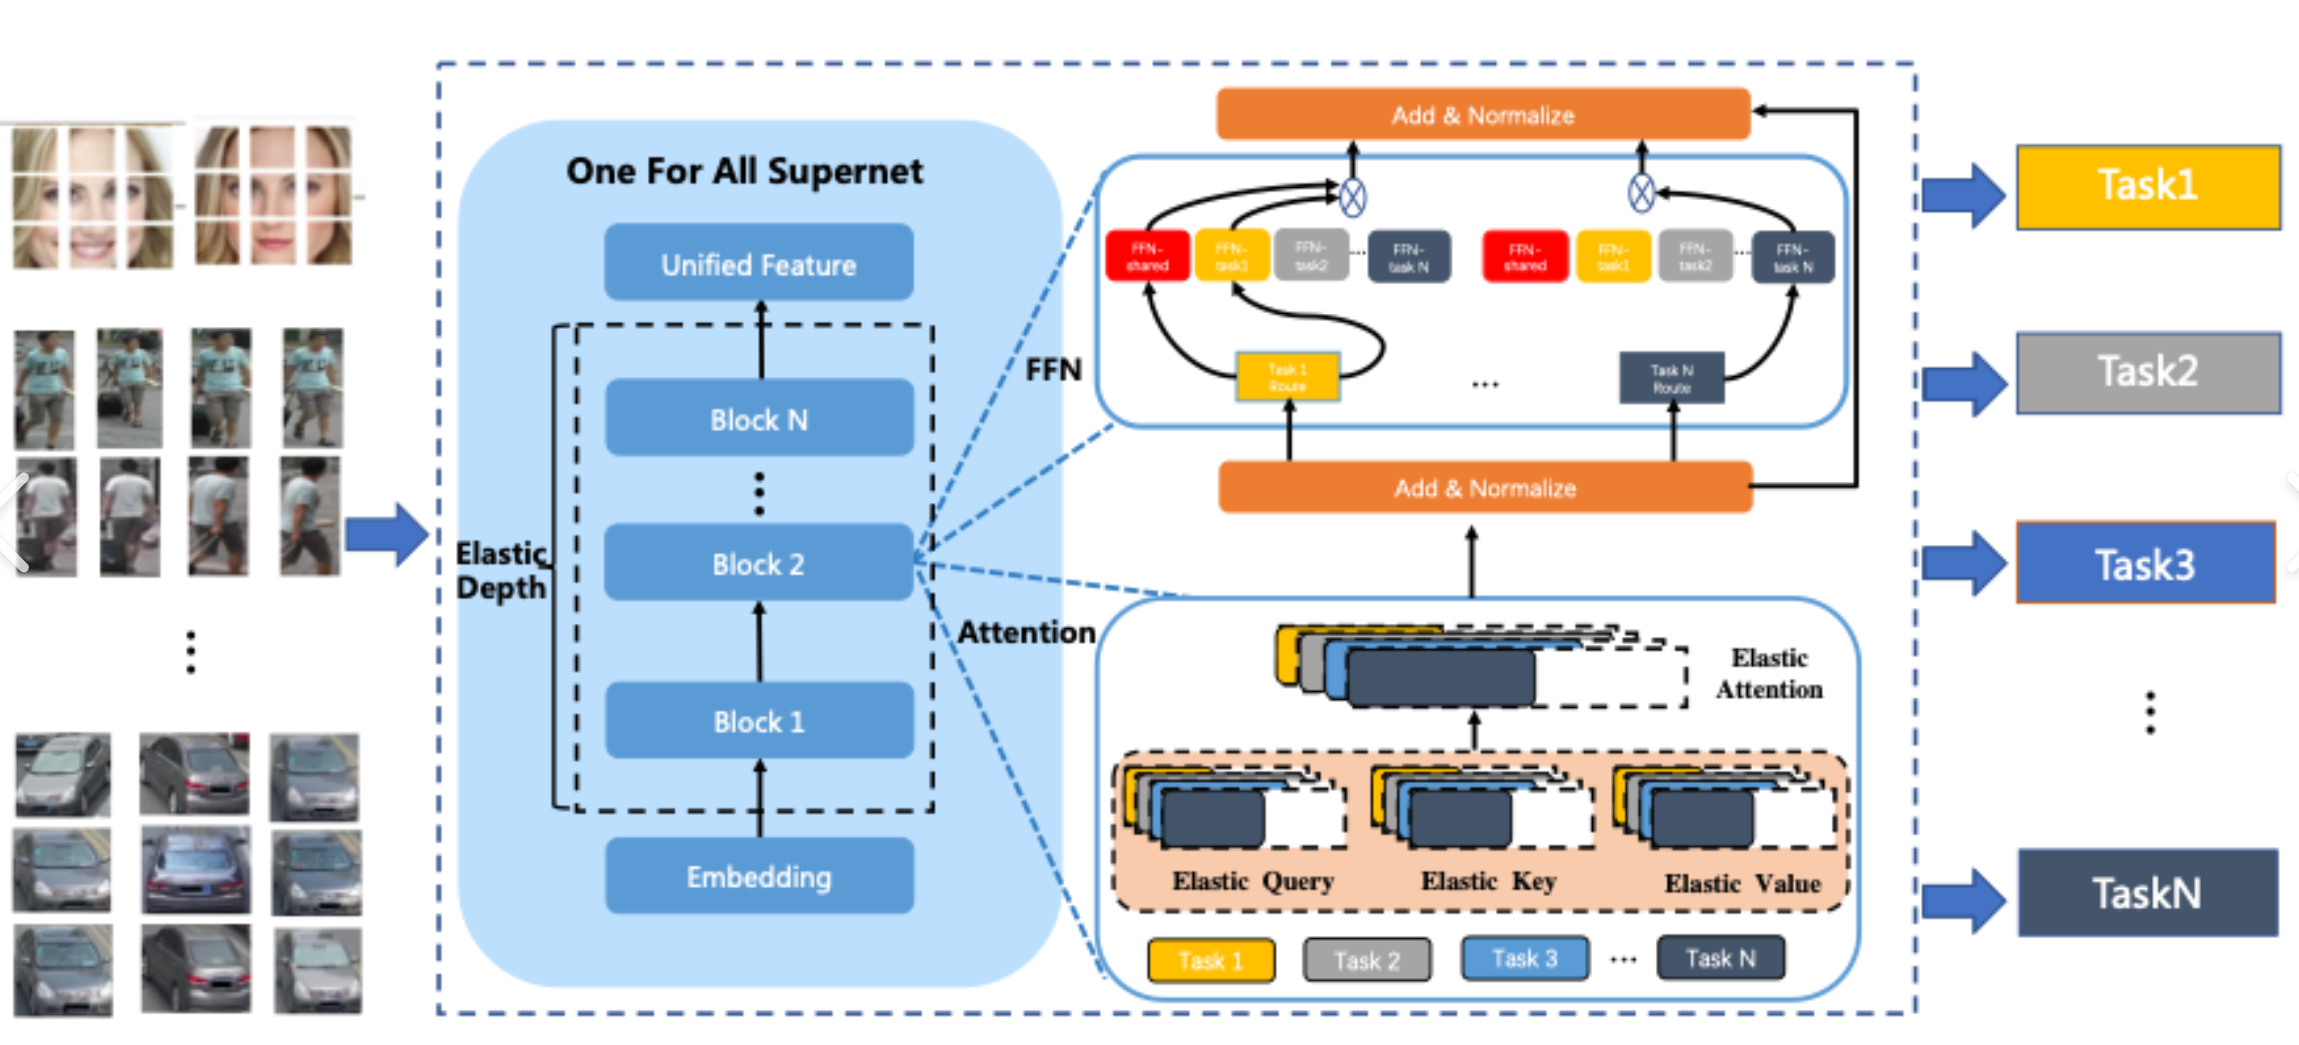 One For All Supernet
Unified Feature
Block N
Block 2
Block 1
Embedding
Elastic
Depth
FFN
Attention
Add & Normalize
FFN-
shared
FFN-
task1
FFN-
task2
...
FFN-
task N
FFN-
shared
FFN-
task1
FFN-
task2
...
FFN-
task N
Task 1
Route
...
Task N
Route
Add & Normalize
Elastic
Attention
Elastic Query
Elastic Key
Elastic Value
Task 1
Task 2
Task 3
...
Task N
Task1
Task2
Task3
TaskN